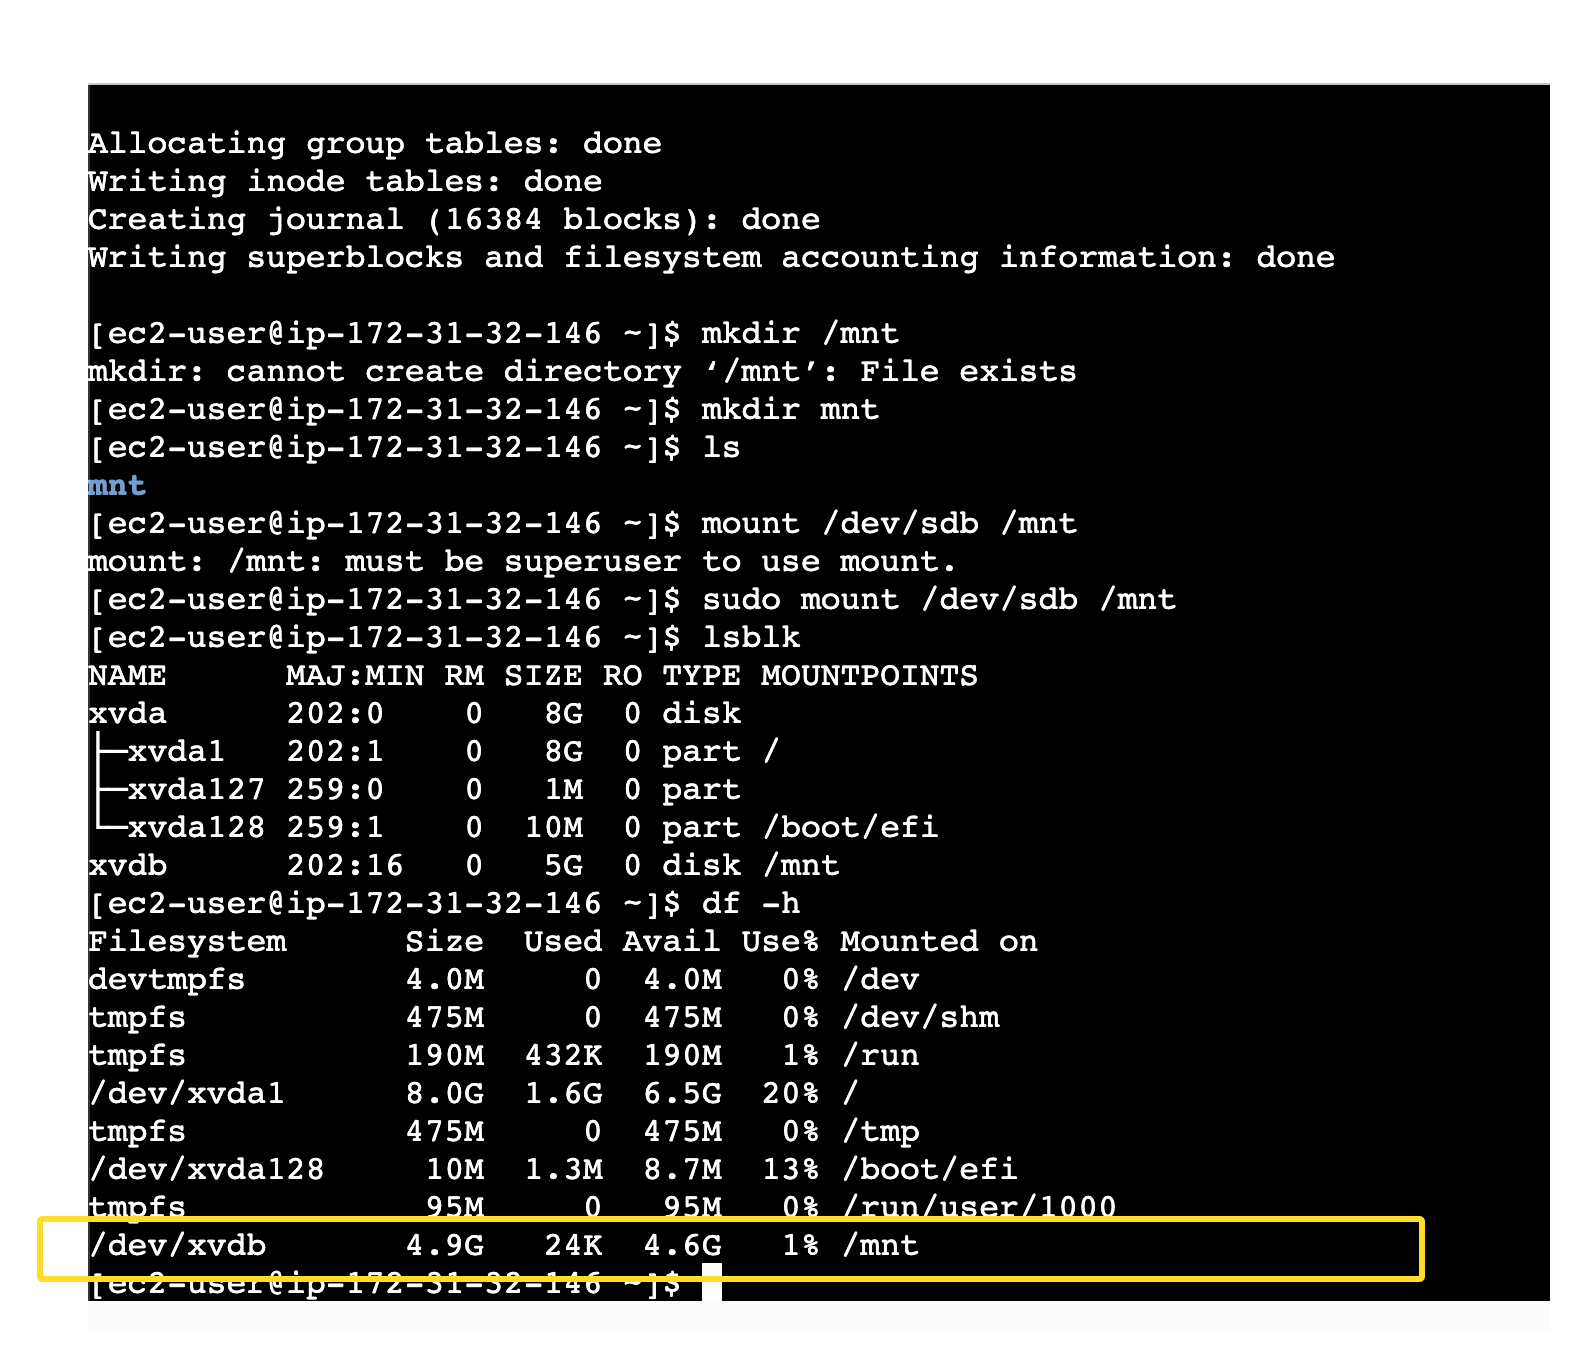 Allocating group tables: done
Writing inode tables: done
Creating journal (16384 blocks): done
Writing superblocks and filesystem accounting information: done
[ec2-user@ip-172-31-32-146 ~]$ mkdir /mnt
mkdir: cannot create directory ‘/mnt’: File exists
[ec2-user@ip-172-31-32-146 ~]$ mkdir mnt
[ec2-user@ip-172-31-32-146 ~]$ ls
mnt
[ec2-user@ip-172-31-32-146 ~]$ mount /dev/sdb /mnt
mount: /mnt: must be superuser to use mount.
[ec2-user@ip-172-31-32-146 ~]$ sudo mount /dev/sdb /mnt
[ec2-user@ip-172-31-32-146 ~]$ lsblk
NAME      MAJ:MIN RM SIZE RO TYPE MOUNTPOINTS
xvda      202:0    0   8G  0 disk
├─xvda1   202:1    0   8G  0 part /
├─xvda127 259:0    0   1M  0 part
└─xvda128 259:1    0  10M  0 part /boot/efi
xvdb      202:16   0   5G  0 disk /mnt
[ec2-user@ip-172-31-32-146 ~]$ df -h
Filesystem      Size  Used Avail Use% Mounted on
devtmpfs        4.0M     0  4.0M   0% /dev
tmpfs           475M     0  475M   0% /dev/shm
tmpfs           190M  432K  190M   1% /run
/dev/xvda1      8.0G  1.6G  6.5G  20% /
tmpfs           475M     0  475M   0% /tmp
/dev/xvda128     10M  1.3M  8.7M  13% /boot/efi
tmpfs            95M     0   95M   0% /run/user/1000
/dev/xvdb       4.9G   24K  4.6G   1% /mnt
[ec2-user@ip-172-31-32-146 ~]$